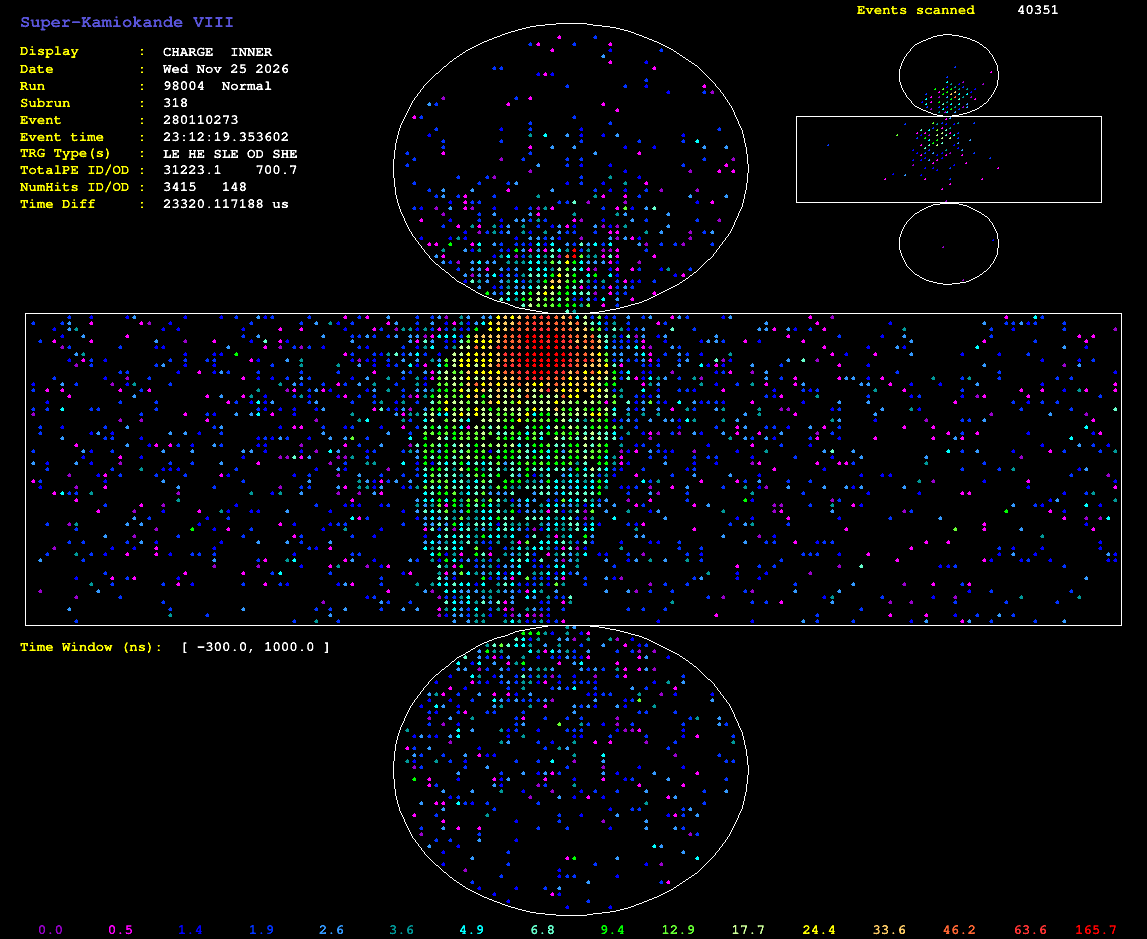 Super-Kamiokande VIII
Events scanned 40351
Display : CHARGE INNER
Date : Wed Nov 25 2026
Run : 98004 Normal
Subrun : 318
Event : 280110273
Event time : 23:12:19.353602
TRG Type(s) : LE HE SLE OD SHE
TotalPE ID/OD : 31223.1 700.7
NumHits ID/OD : 3415 148
Time Diff : 23320.117188 us
Time Window (ns): [ -300.0, 1000.0 ]
0.0 0.5 1.4 1.9 2.6 3.6 4.9 6.8 9.4 12.9 17.7 24.4 33.6 46.2 63.6 165.7